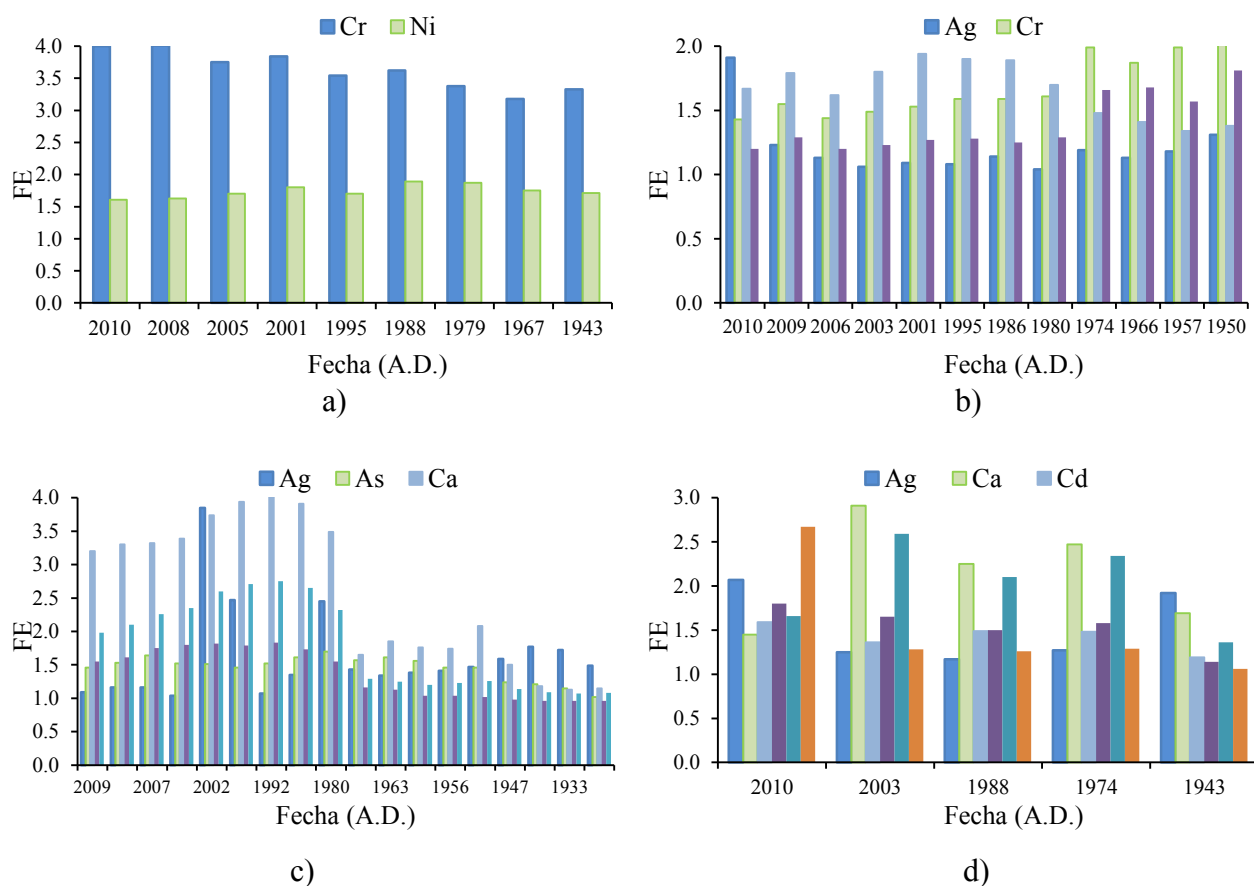 Cr Ni
4.0
3.5
3.0
2.5
2.0
1.5
1.0
0.5
0.0
FE
2010 2008 2005 2001 1995 1988 1979 1967 1943
Fecha (A.D.)
a)
Ag Cr
2.0
1.5
1.0
0.5
0.0
FE
2010 2009 2006 2003 2001 1995 1986 1980 1974 1966 1957 1950
Fecha (A.D.)
b)
Ag As Ca
4.0
3.5
3.0
2.5
2.0
1.5
1.0
0.5
0.0
FE
2009 2007 2002 1992 1980 1963 1956 1947 1933
Fecha (A.D.)
c)
Ag Ca Cd
3.0
2.5
2.0
1.5
1.0
0.5
0.0
FE
2010 2003 1988 1974 1943
Fecha (A.D.)
d)